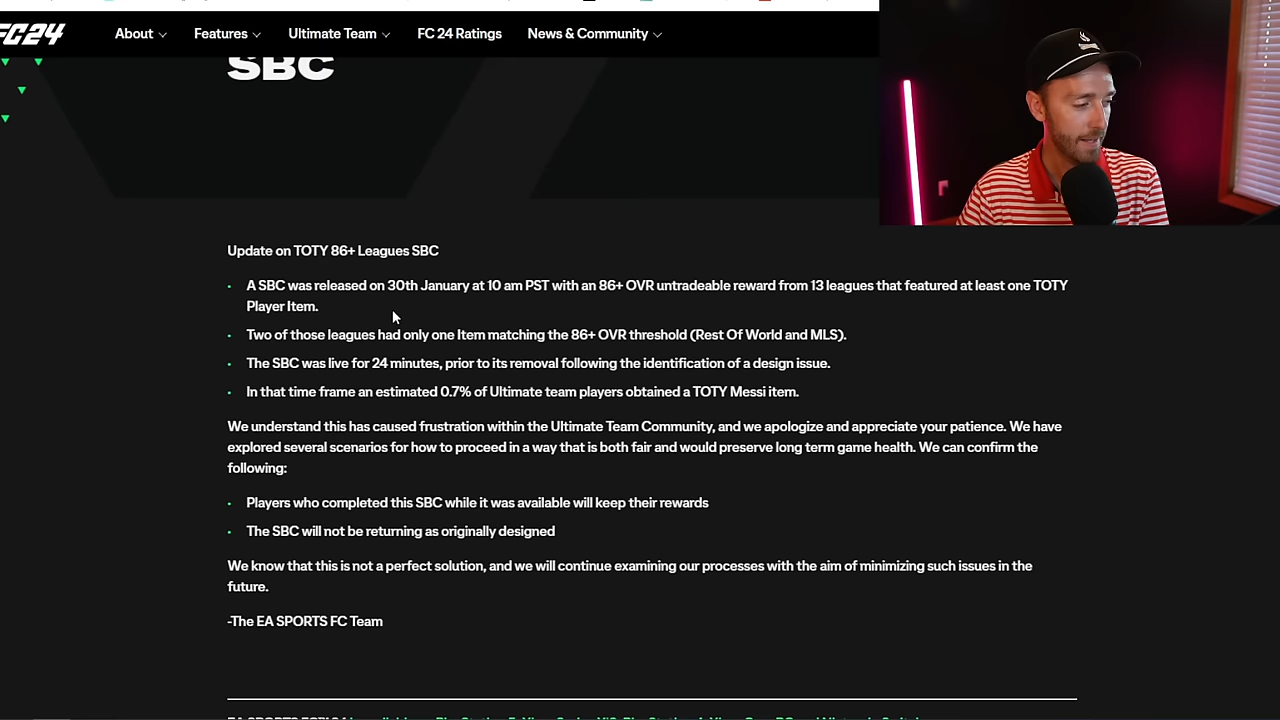 FC24
About
Features
Ultimate Team
FC 24 Ratings
News & Community
SBC
Update on TOTY 86+ Leagues SBC
• A SBC was released on 30th January at 10 am PST with an 86+ OVR untradeable reward from 13 leagues that featured at least one TOTY
Player Item.
• Two of those leagues had only one Item matching the 86+ OVR threshold (Rest Of World and MLS).
• The SBC was live for 24 minutes, prior to its removal following the identification of a design issue.
• In that time frame an estimated 0.7% of Ultimate team players obtained a TOTY Messi item.
We understand this has caused frustration within the Ultimate Team Community, and we apologize and appreciate your patience. We have
explored several scenarios for how to proceed in a way that is both fair and would preserve long term game health. We can confirm the
following:
• Players who completed this SBC while it was available will keep their rewards
• The SBC will not be returning as originally designed
We know that this is not a perfect solution, and we will continue examining our processes with the aim of minimizing such issues in the
future.
-The EA SPORTS FC Team